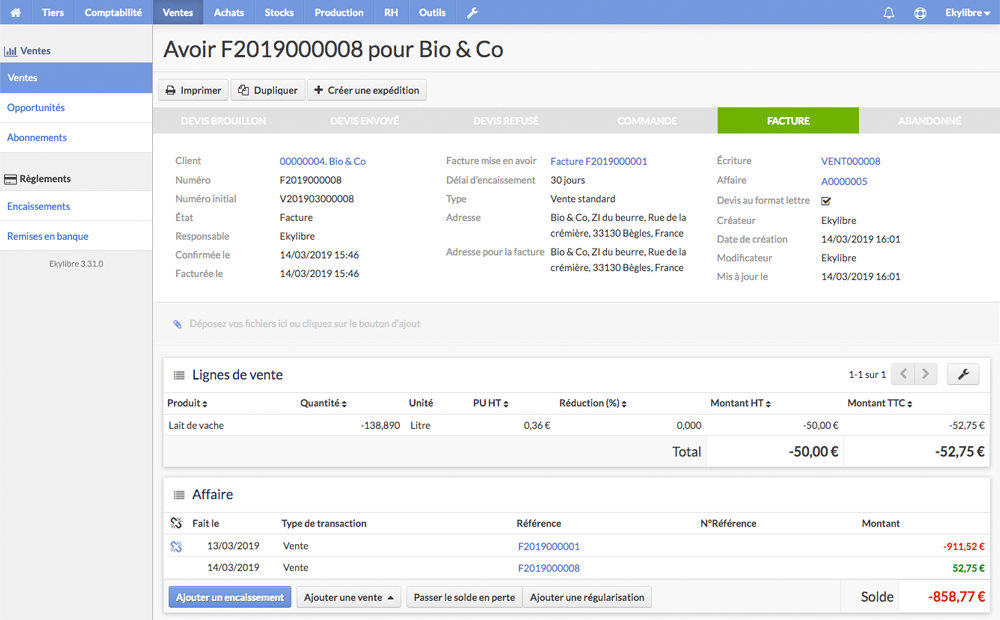 Tiers Comptabilité Ventes Achats Stocks Production RH Outils Ekylibre
Ventes
Ventes
Opportunités
Abonnements
Règlements
Encaissements
Remises en banque
Ekylibre 3.31.0
Avoir F2019000008 pour Bio & Co
Imprimer Dupliquer Créer une expédition
DEVIS BROUILLON DEVIS ENVOYÉ DEVIS REFUSÉ COMMANDE FACTURE ABANDONNÉ
Client 00000004. Bio & Co
Numéro F2019000008
Numéro initial V201903000008
État Facture
Responsable Ekylibre
Confirmée le 14/03/2019 15:46
Facturée le 14/03/2019 15:46
Facture mise en avoir Facture F2019000001
Délai d'encaissement 30 jours
Type Vente standard
Adresse Bio & Co, ZI du beurre, Rue de la
crémière, 33130 Bègles, France
Adresse pour la facture Bio & Co, ZI du beurre, Rue de la
crémière, 33130 Bègles, France
Écriture VENT000008
Affaire A0000005
Devis au format lettre
Créateur Ekylibre
Date de création 14/03/2019 16:01
Modificateur Ekylibre
Mis à jour le 14/03/2019 16:01
Déposez vos fichiers ici ou cliquez sur le bouton d'ajout
Lignes de vente 1-1 sur 1
Produit Quantité Unité PU HT Réduction (%) Montant HT Montant TTC
Lait de vache -138,890 Litre 0,36 € 0,000 -50,00 € -52,75 €
Total -50,00 € -52,75 €
Affaire
Fait le Type de transaction Référence N°Référence Montant
13/03/2019 Vente F2019000001 -911,52 €
14/03/2019 Vente F2019000008 52,75 €
Ajouter un encaissement Ajouter une vente Passer le solde en perte Ajouter une régularisation Solde -858,77 €